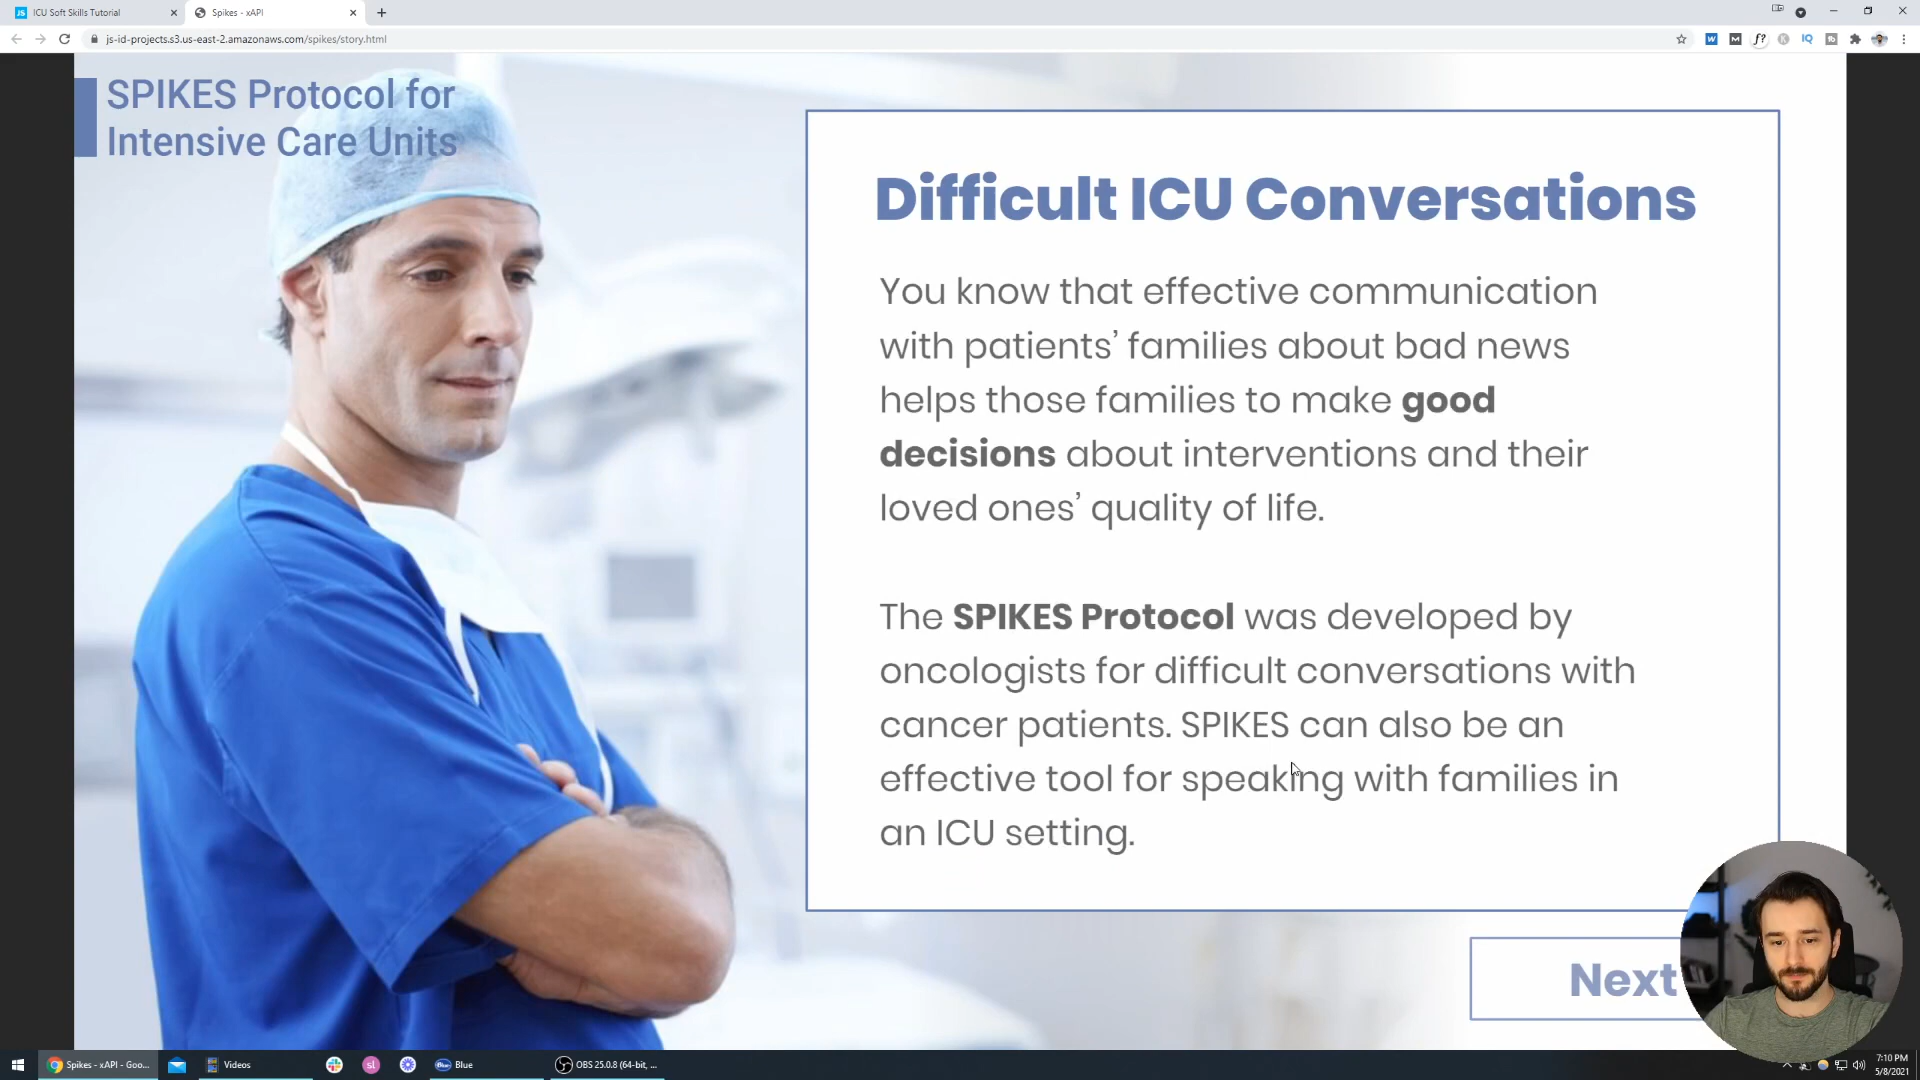 ICU Soft Skills Tutorial
Spikes - xAPI
js-id-projects.s3.us-east-2.amazonaws.com/spikes/story.html
SPIKES Protocol for
Intensive Care Units
Difficult ICU Conversations
You know that effective communication
with patients’ families about bad news
helps those families to make good
decisions about interventions and their
loved ones’ quality of life.
The SPIKES Protocol was developed by
oncologists for difficult conversations with
cancer patients. SPIKES can also be an
effective tool for speaking with families in
an ICU setting.
Next
Spikes - xAPI - Goo...
Videos
Blue
OBS 25.0.8 (64-bit, ...
7:10 PM
5/8/2021